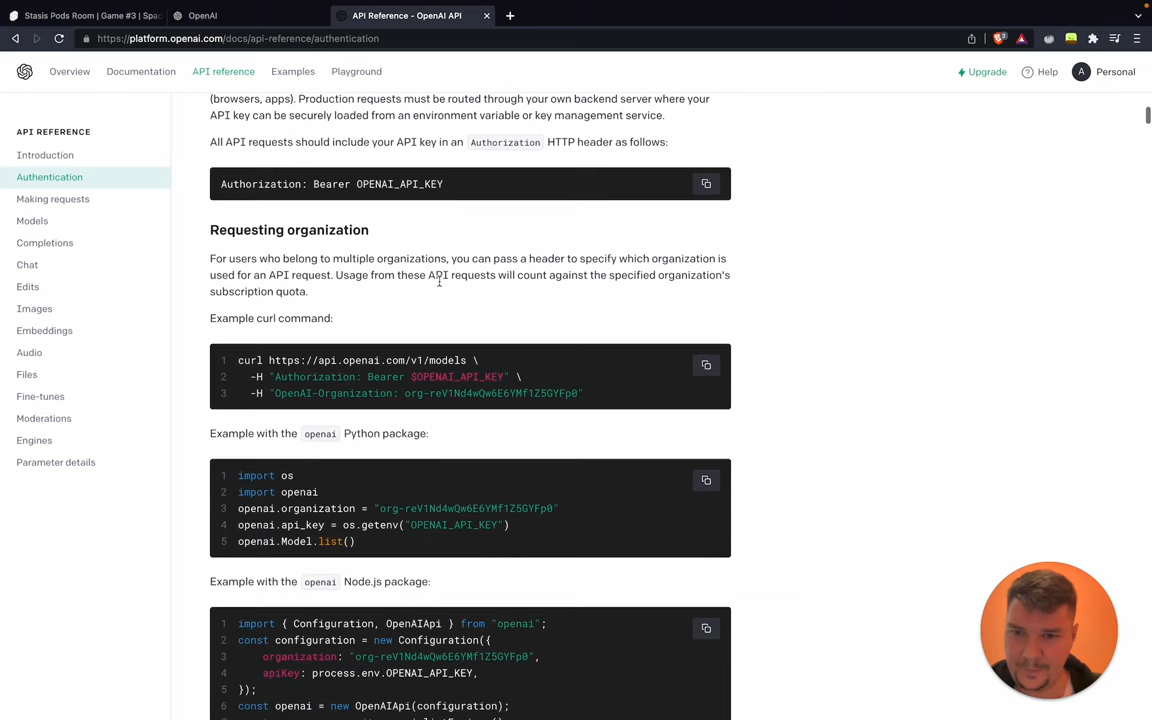 Stasis Pods Room | Game #3 | Spac
OpenAI
API Reference - OpenAI API
https://platform.openai.com/docs/api-reference/authentication
Overview
Documentation
API reference
Examples
Playground
Upgrade
Help
A
Personal
API REFERENCE
Introduction
Authentication
Making requests
Models
Completions
Chat
Edits
Images
Embeddings
Audio
Files
Fine-tunes
Moderations
Engines
Parameter details
(browsers, apps). Production requests must be routed through your own backend server where your
API key can be securely loaded from an environment variable or key management service.
All API requests should include your API key in an Authorization HTTP header as follows:
Authorization: Bearer OPENAI_API_KEY
Requesting organization
For users who belong to multiple organizations, you can pass a header to specify which organization is
used for an API request. Usage from these API requests will count against the specified organization's
subscription quota.
Example curl command:
1 curl https://api.openai.com/v1/models \
2 -H "Authorization: Bearer $OPENAI_API_KEY" \
3 -H "OpenAI-Organization: org-reV1Nd4wQw6E6YMf1Z5GYFp0"
Example with the openai Python package:
1 import os
2 import openai
3 openai.organization = "org-reV1Nd4wQw6E6YMf1Z5GYFp0"
4 openai.api_key = os.getenv("OPENAI_API_KEY")
5 openai.Model.list()
Example with the openai Node.js package:
1 import { Configuration, OpenAIApi } from "openai";
2 const configuration = new Configuration({
3 organization: "org-reV1Nd4wQw6E6YMf1Z5GYFp0",
4 apiKey: process.env.OPENAI_API_KEY,
5 });
6 const openai = new OpenAIApi(configuration);